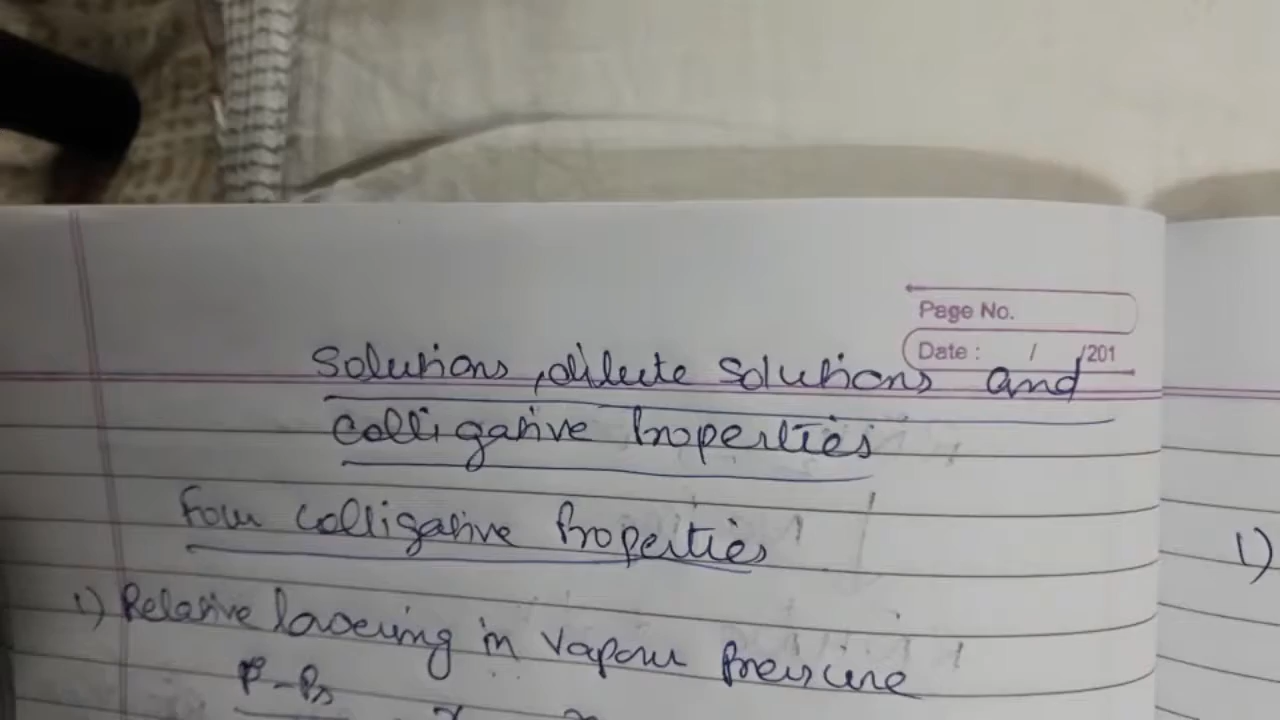 Page No.
Date : / /201
Solutions, dilute solutions and
colligative Properties
Four colligative Properties
1) Relative lowering in vapour pressure
P°-Ps
1)